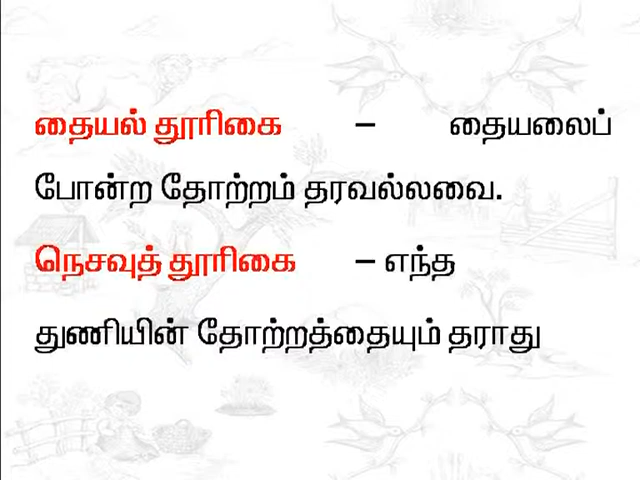 தையல் தூரிகை – தையலைப்
போன்ற தோற்றம் தரவல்லவை.
நெசவுத் தூரிகை – எந்த
துணியின் தோற்றத்தையும் தராது